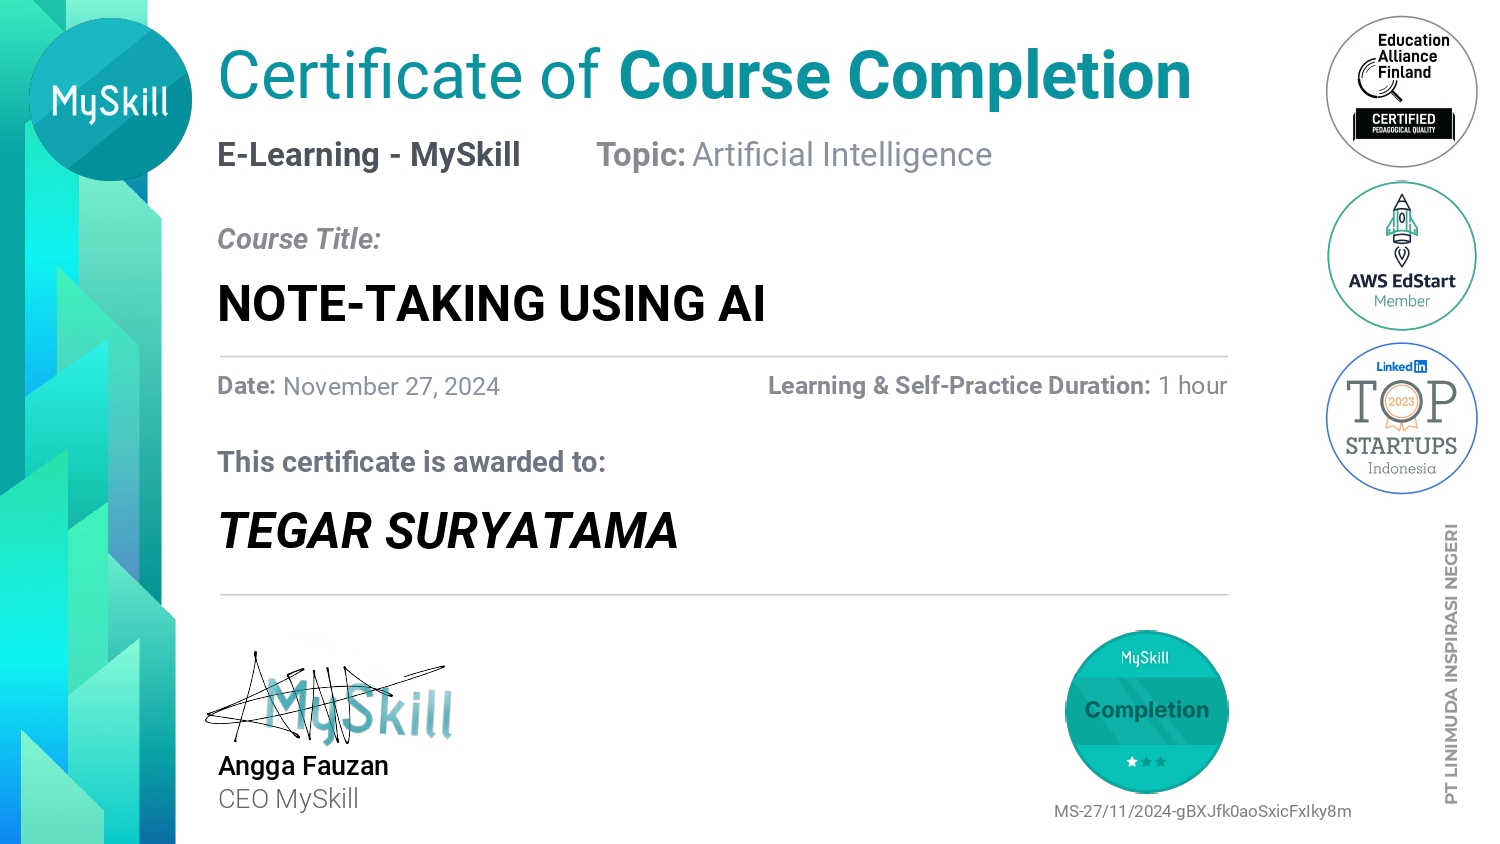 MySkill
Certificate of Course Completion
E-Learning - MySkill
Topic: Artificial Intelligence
Course Title:
NOTE-TAKING USING AI
Date: November 27, 2024
Learning & Self-Practice Duration: 1 hour
This certificate is awarded to:
TEGAR SURYATAMA
MySkill
Angga Fauzan
CEO MySkill
MySkill
Completion
MS-27/11/2024-gBXJfk0aoSxicFxIky8m
Education
Alliance
Finland
CERTIFIED
PEDAGOGICAL QUALITY
AWS EdStart
Member
Linked in
TOP
2023
STARTUPS
Indonesia
PT LINIMUDA INSPIRASI NEGERI